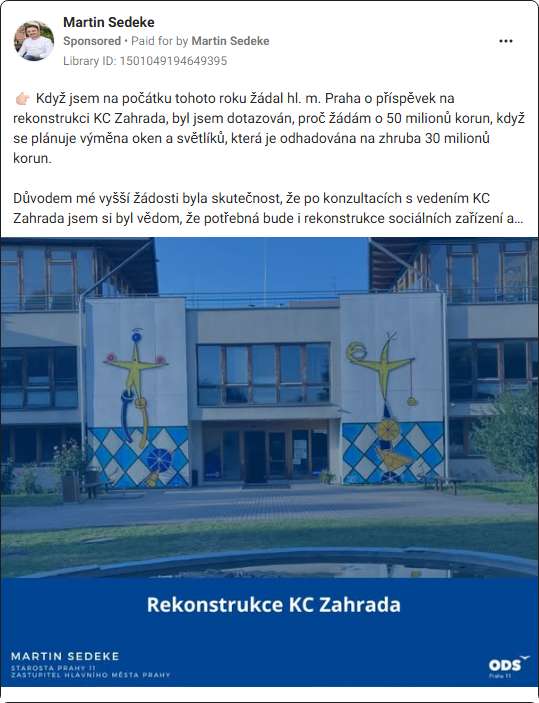 Martin Sedeke
Sponsored • Paid for by Martin Sedeke
Library ID: 1501049194649395
👉🏻 Když jsem na počátku tohoto roku žádal hl. m. Praha o příspěvek na
rekonstrukci KC Zahrada, byl jsem dotazován, proč žádám o 50 milionů korun, když
se plánuje výměna oken a světlíků, která je odhadována na zhruba 30 milionů
korun.
Důvodem mé vyšší žádosti byla skutečnost, že po konzultacích s vedením KC
Zahrada jsem si byl vědom, že potřebná bude i rekonstrukce sociálních zařízení a...
Rekonstrukce KC Zahrada
MARTIN SEDEKE
STAROSTA PRAHY 11
ZASTUPITEL HLAVNÍHO MĚSTA PRAHY
ODS
Praha 11